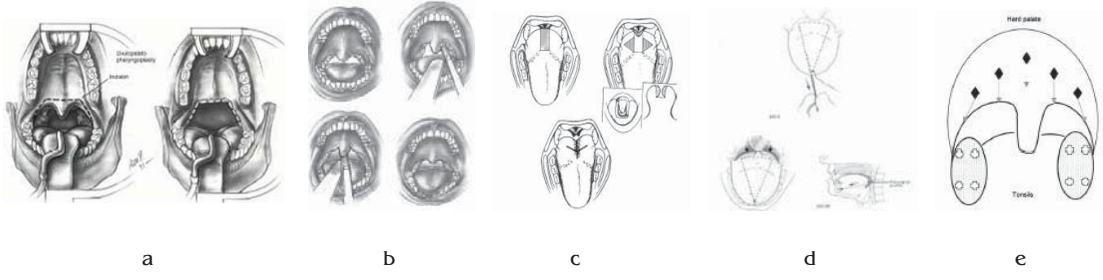 Uvulopalato
pharyngoplasty
Incision
Hard palate
Tonsils
a
b
c
d
e